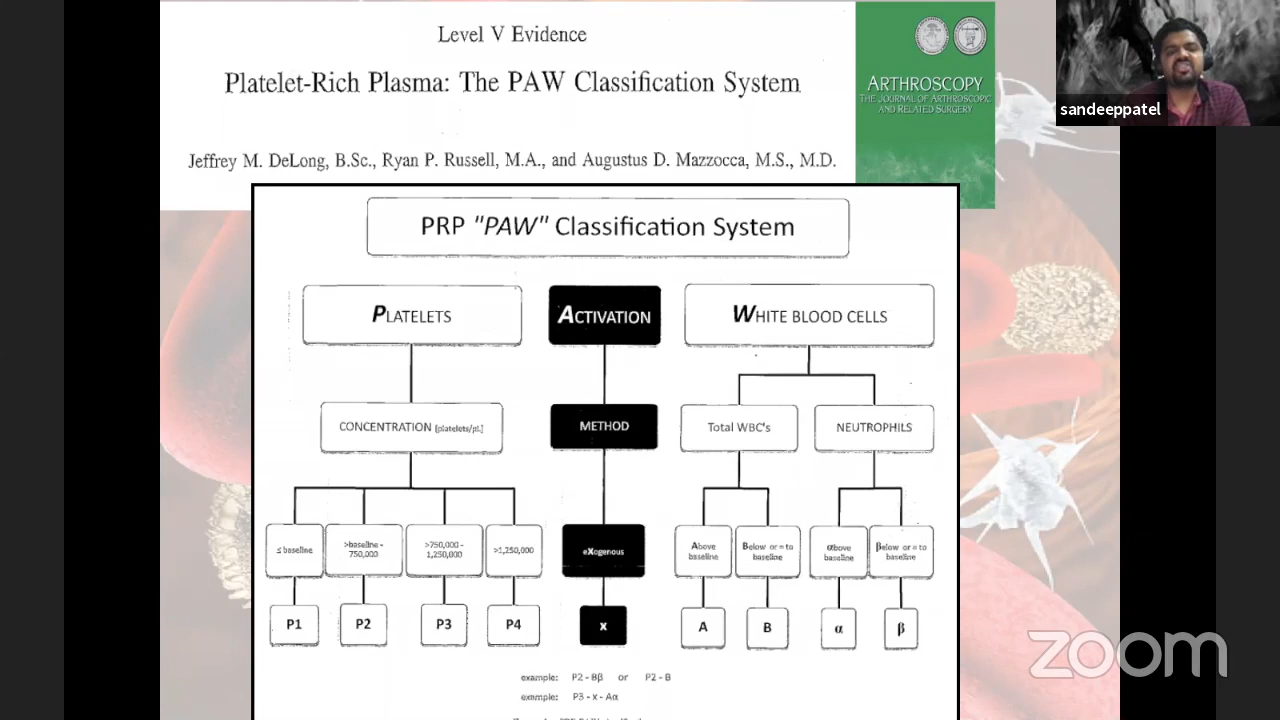 Level V Evidence
Platelet-Rich Plasma: The PAW Classification System
Jeffrey M. DeLong, B.Sc., Ryan P. Russell, M.A., and Augustus D. Mazzocca, M.S., M.D.
ARTHROSCOPY
THE JOURNAL OF ARTHROSCOPIC
AND RELATED SURGERY
sandeeppatel
PRP "PAW" Classification System
PLATELETS
ACTIVATION
WHITE BLOOD CELLS
CONCENTRATION [platelets/μL]
METHOD
Total WBC's
NEUTROPHILS
≤ baseline
>baseline -
750,000
>750,000 -
1,250,000
>1,250,000
eXogenous
Above
baseline
Below or = to
baseline
αbove
baseline
βelow or = to
baseline
P1
P2
P3
P4
x
A
B
α
β
example: P2 - Bβ or P2 - B
example: P3 - x - Aα
zoom